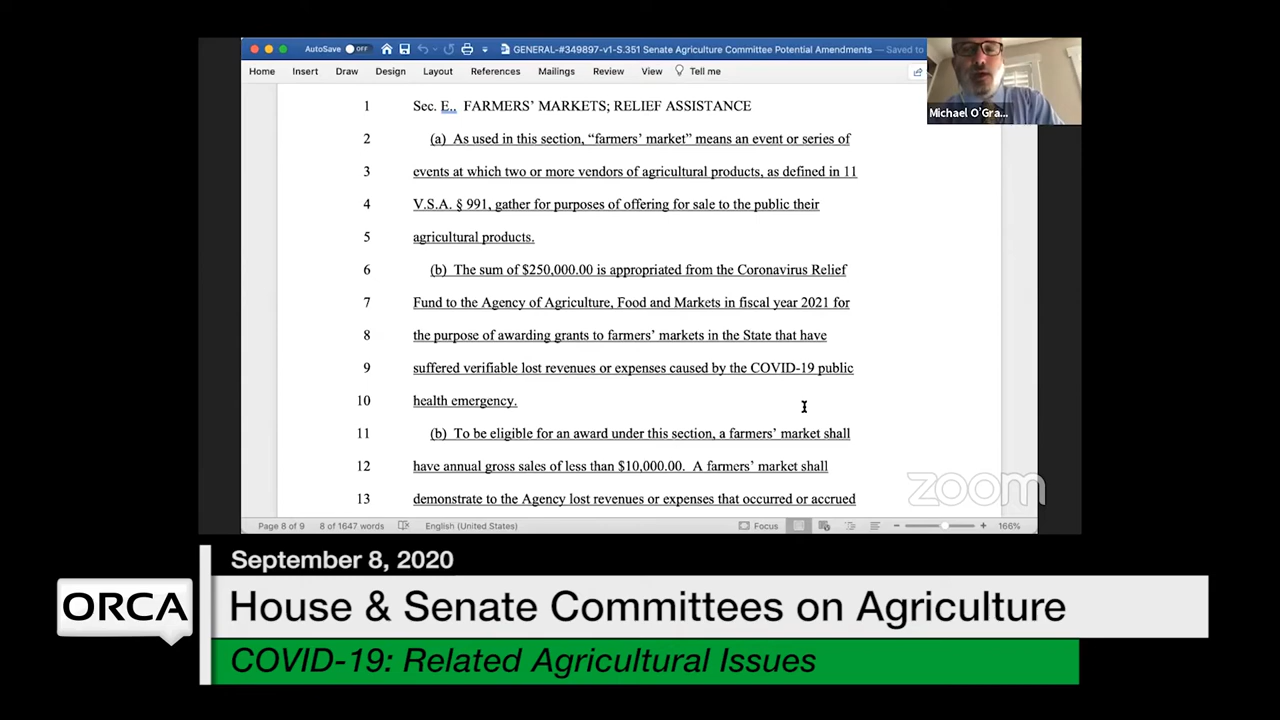 AutoSave OFF
GENERAL-#349897-v1-S.351 Senate Agriculture Committee Potential Amendments — Saved to
Home Insert Draw Design Layout References Mailings Review View Tell me
Michael O'Gra...
1 Sec. E.. FARMERS' MARKETS; RELIEF ASSISTANCE
2 (a) As used in this section, “farmers' market” means an event or series of
3 events at which two or more vendors of agricultural products, as defined in 11
4 V.S.A. § 991, gather for purposes of offering for sale to the public their
5 agricultural products.
6 (b) The sum of $250,000.00 is appropriated from the Coronavirus Relief
7 Fund to the Agency of Agriculture, Food and Markets in fiscal year 2021 for
8 the purpose of awarding grants to farmers' markets in the State that have
9 suffered verifiable lost revenues or expenses caused by the COVID-19 public
10 health emergency.
11 (b) To be eligible for an award under this section, a farmers' market shall
12 have annual gross sales of less than $10,000.00. A farmers' market shall
13 demonstrate to the Agency lost revenues or expenses that occurred or accrued
zoom
Page 8 of 9 8 of 1647 words English (United States) Focus 166%
September 8, 2020
ORCA
House & Senate Committees on Agriculture
COVID-19: Related Agricultural Issues